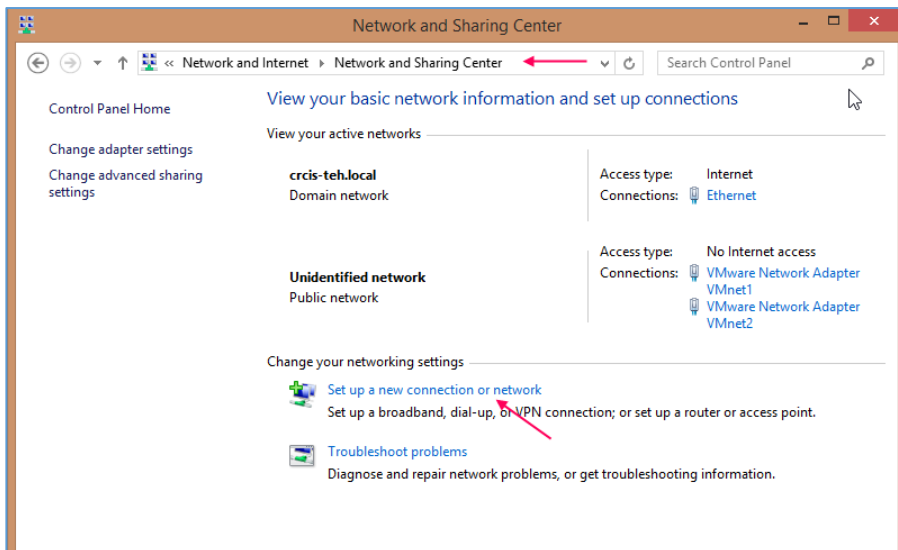 Network and Sharing Center
« Network and Internet ▸ Network and Sharing Center
Search Control Panel
Control Panel Home
Change adapter settings
Change advanced sharing
settings
View your basic network information and set up connections
View your active networks
crcis-teh.local
Domain network
Access type: Internet
Connections: Ethernet
Unidentified network
Public network
Access type: No Internet access
Connections: VMware Network Adapter
VMnet1
VMware Network Adapter
VMnet2
Change your networking settings
Set up a new connection or network
Set up a broadband, dial-up, or VPN connection; or set up a router or access point.
Troubleshoot problems
Diagnose and repair network problems, or get troubleshooting information.